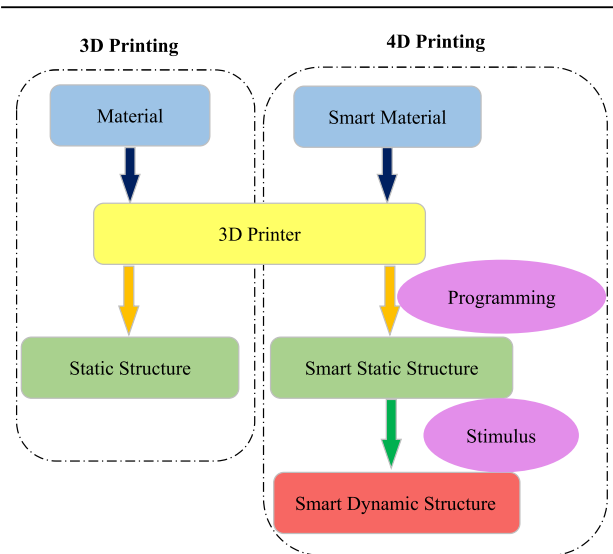 3D Printing
4D Printing
Material
Smart Material
3D Printer
Programming
Static Structure
Smart Static Structure
Stimulus
Smart Dynamic Structure